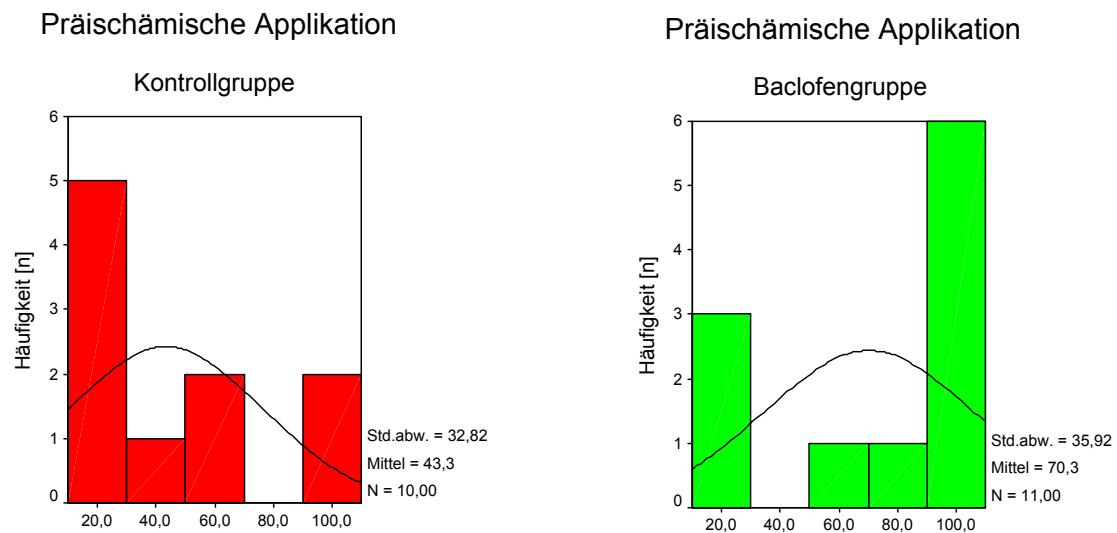 Präischämische Applikation
Kontrollgruppe
Häufigkeit [n]
6
5
4
3
2
1
0
20,0 40,0 60,0 80,0 100,0
Std.abw. = 32,82
Mittel = 43,3
N = 10,00
Präischämische Applikation
Baclofengruppe
Häufigkeit [n]
6
5
4
3
2
1
0
20,0 40,0 60,0 80,0 100,0
Std.abw. = 35,92
Mittel = 70,3
N = 11,00